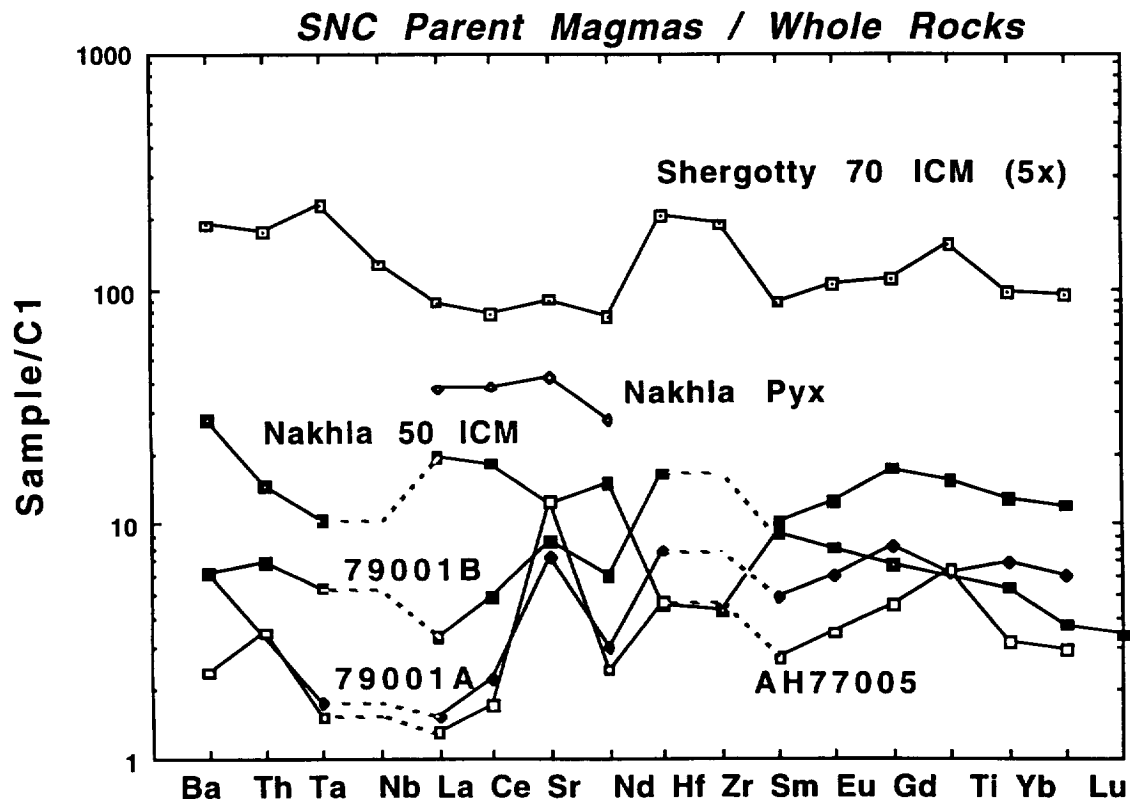 SNC Parent Magmas / Whole Rocks
1000
Shergotty 70 ICM (5x)
100
Sample/C1
Nakhla Pyx
Nakhla 50 ICM
10
79001B
79001A
AH77005
1
Ba Th Ta Nb La Ce Sr Nd Hf Zr Sm Eu Gd Ti Yb Lu